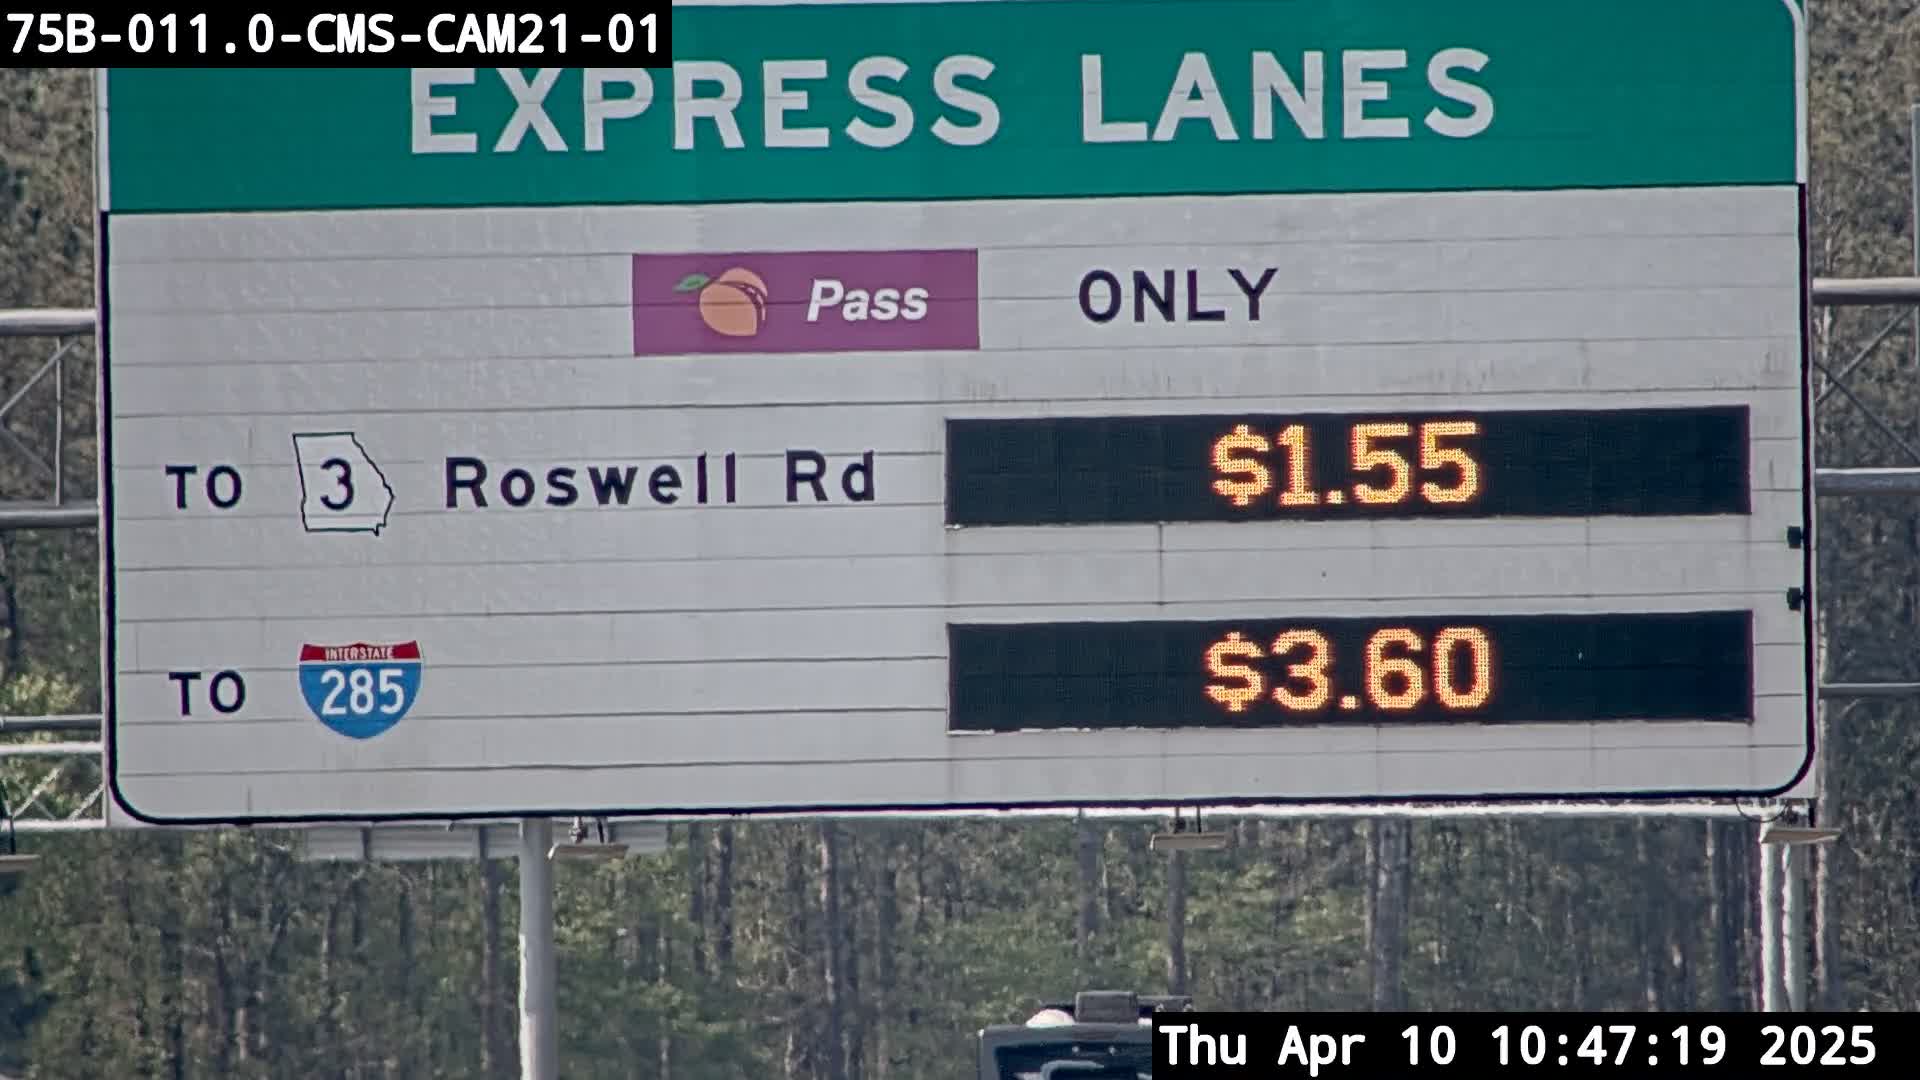 75B-011.0-CMS-CAM21-01
EXPRESS LANES
Pass ONLY
TO 3 Roswell Rd $1.55
INTERSTATE
TO 285 $3.60
Thu Apr 10 10:47:19 2025